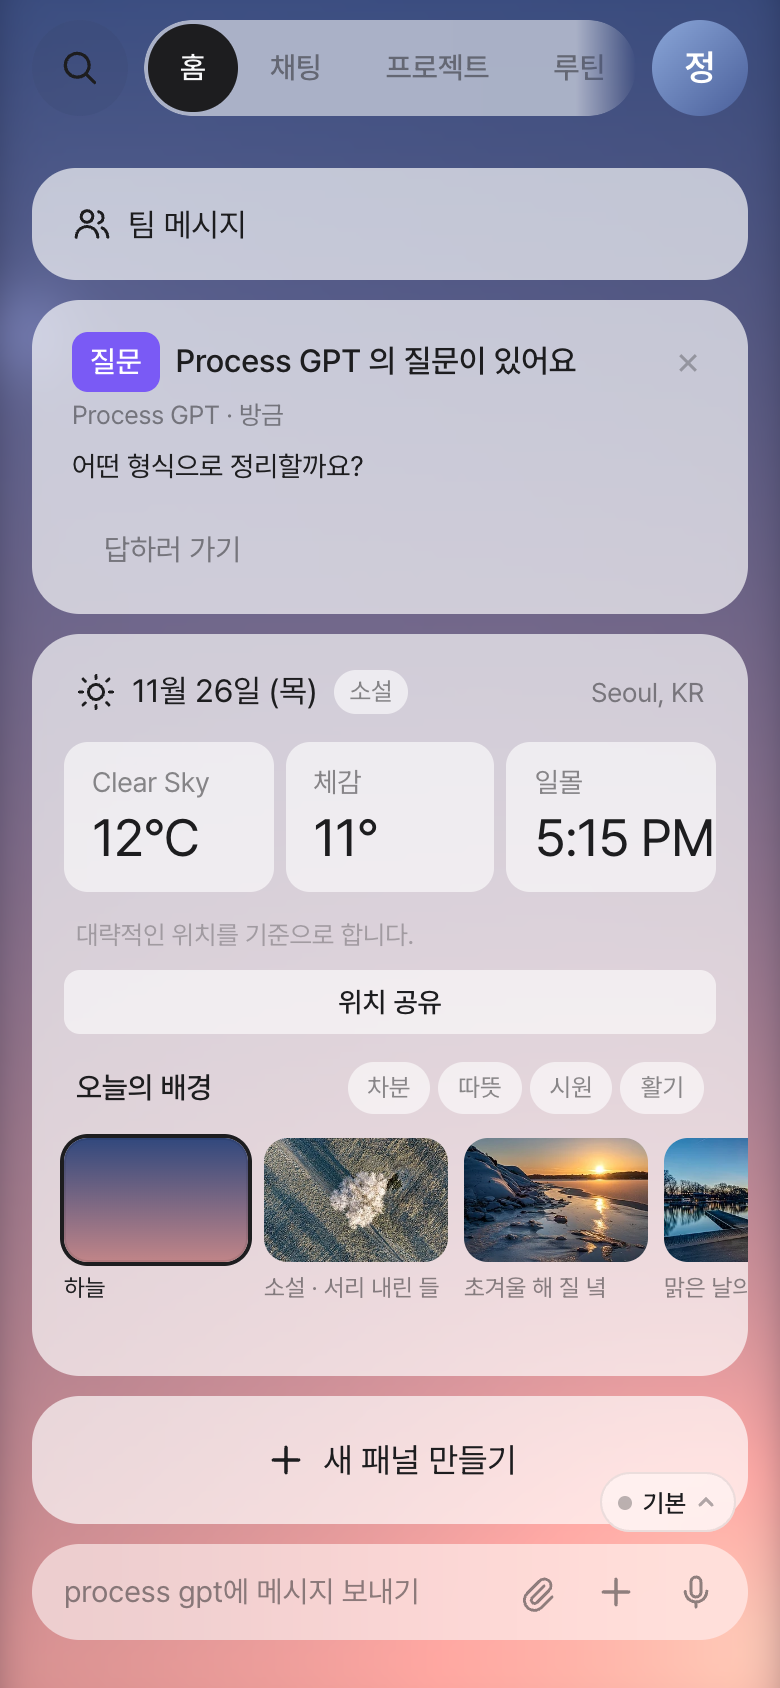 홈 채팅 프로젝트 루틴 정
팀 메시지
질문 Process GPT 의 질문이 있어요
Process GPT · 방금
어떤 형식으로 정리할까요?
답하러 가기
11월 26일 (목) 소설 Seoul, KR
Clear Sky 체감 일몰
12°C 11° 5:15 PM
대략적인 위치를 기준으로 합니다.
위치 공유
오늘의 배경 차분 따뜻 시원 활기
하늘 소설 · 서리 내린 들 초겨울 해 질 녘 맑은 날의
새 패널 만들기
기본
process gpt에 메시지 보내기